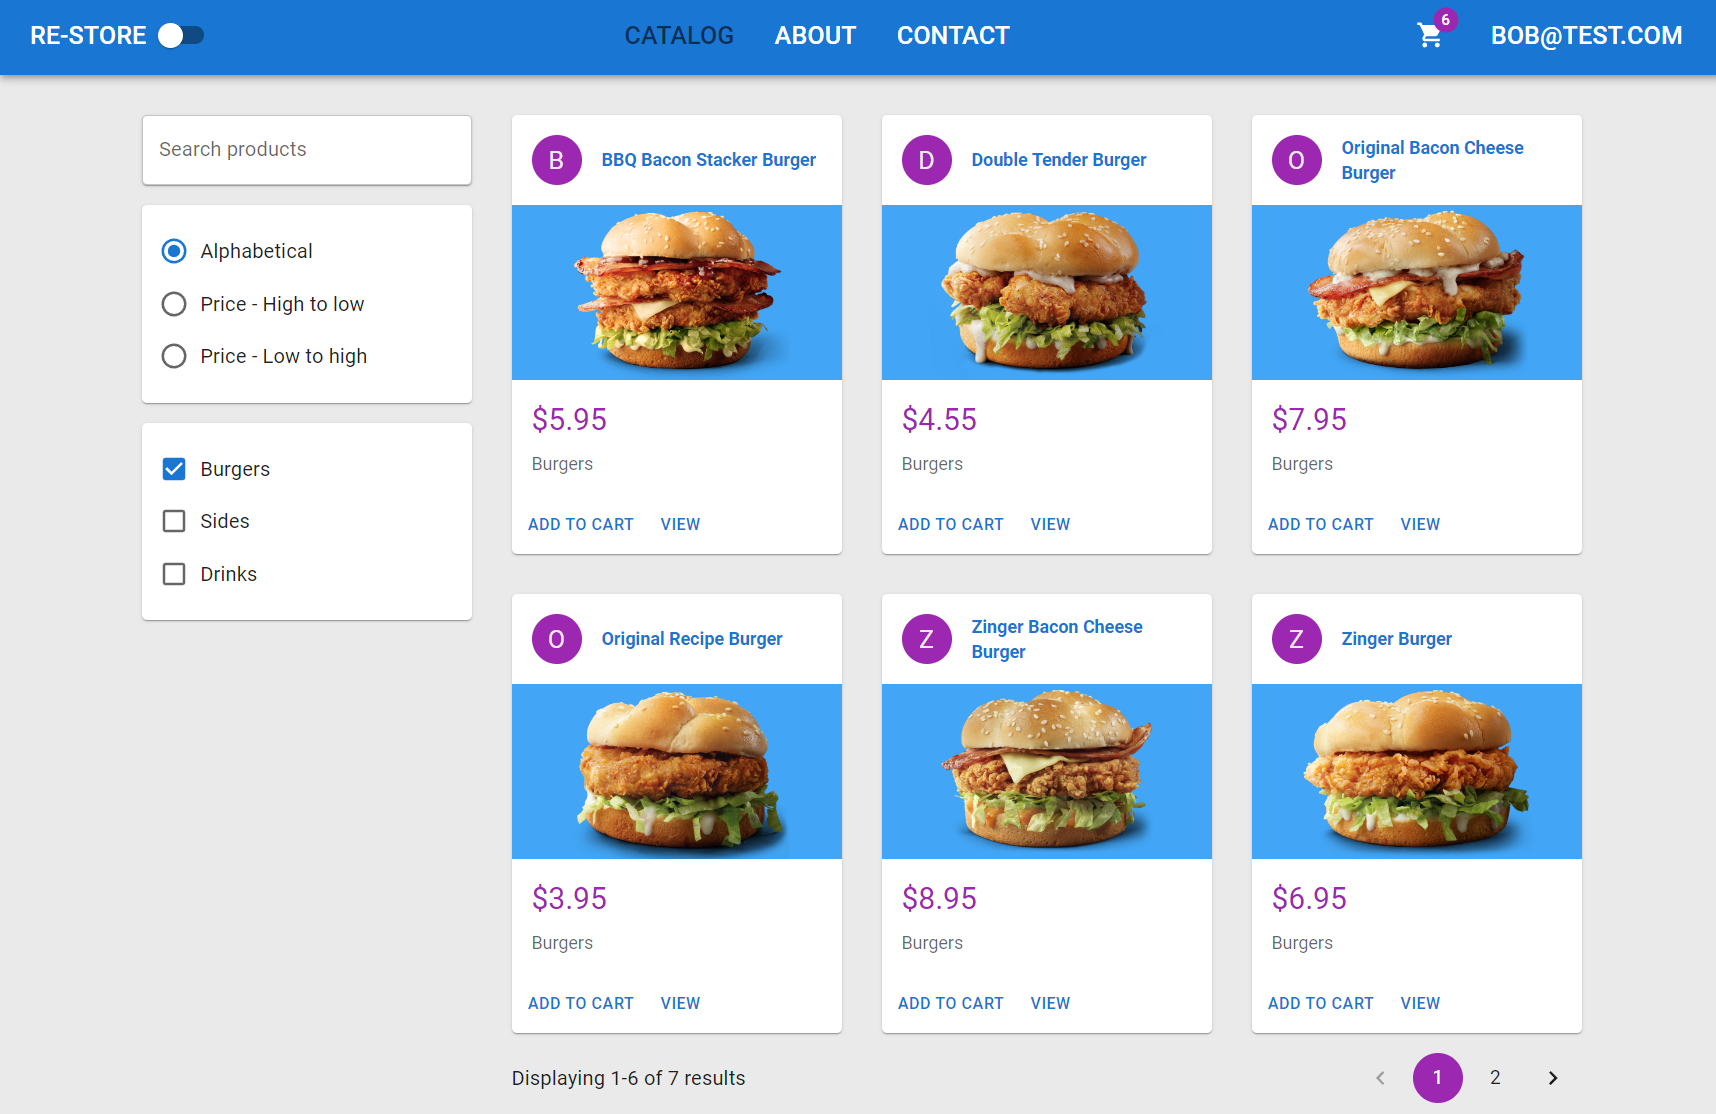 RE-STORE
CATALOG ABOUT CONTACT
6
BOB@TEST.COM
Search products
Alphabetical
Price - High to low
Price - Low to high
Burgers
Sides
Drinks
B
BBQ Bacon Stacker Burger
$5.95
Burgers
ADD TO CART VIEW
D
Double Tender Burger
$4.55
Burgers
ADD TO CART VIEW
O
Original Bacon Cheese
Burger
$7.95
Burgers
ADD TO CART VIEW
O
Original Recipe Burger
$3.95
Burgers
ADD TO CART VIEW
Z
Zinger Bacon Cheese
Burger
$8.95
Burgers
ADD TO CART VIEW
Z
Zinger Burger
$6.95
Burgers
ADD TO CART VIEW
Displaying 1-6 of 7 results
1 2